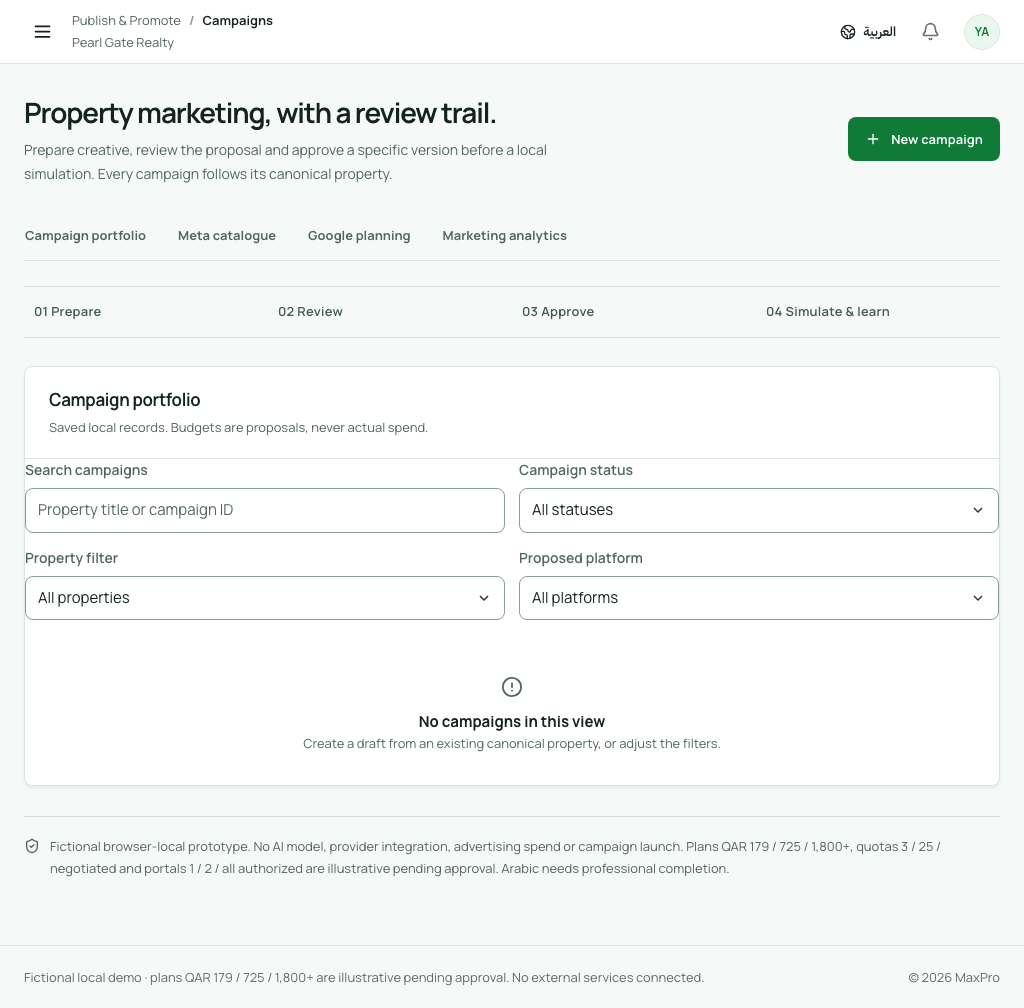 Publish & Promote / Campaigns
Pearl Gate Realty
العربية
YA
Property marketing, with a review trail.
Prepare creative, review the proposal and approve a specific version before a local
simulation. Every campaign follows its canonical property.
New campaign
Campaign portfolio
Meta catalogue
Google planning
Marketing analytics
01 Prepare
02 Review
03 Approve
04 Simulate & learn
Campaign portfolio
Saved local records. Budgets are proposals, never actual spend.
Search campaigns
Campaign status
Property title or campaign ID
All statuses
Property filter
Proposed platform
All properties
All platforms
No campaigns in this view
Create a draft from an existing canonical property, or adjust the filters.
Fictional browser-local prototype. No AI model, provider integration, advertising spend or campaign launch. Plans QAR 179 / 725 / 1,800+, quotas 3 / 25 /
negotiated and portals 1 / 2 / all authorized are illustrative pending approval. Arabic needs professional completion.
Fictional local demo · plans QAR 179 / 725 / 1,800+ are illustrative pending approval. No external services connected.
© 2026 MaxPro